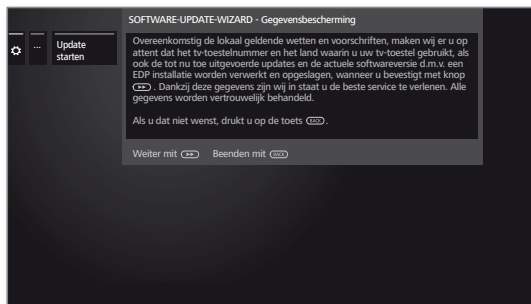 SOFTWARE-UPDATE-WIZARD - Gegevensbescherming
... Update
starten
Overeenkomstig de lokaal geldende wetten en voorschriften, maken wij er u op
attent dat het tv-toestelnummer en het land waarin u uw tv-toestel gebruikt, als
ook de tot nu toe uitgevoerde updates en de actuele softwareversie d.m.v. een
EDP installatie worden verwerkt en opgeslagen, wanneer u bevestigt met knop
. Dankzij deze gegevens zijn wij in staat u de beste service te verlenen. Alle
gegevens worden vertrouwelijk behandeld.
Als u dat niet wenst, drukt u op de toets BACK.
Weiter mit Beenden mit BACK